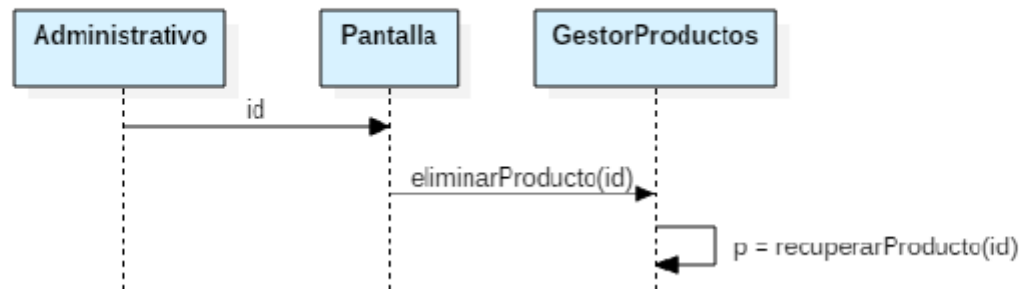 Administrativo
Pantalla
GestorProductos
id
eliminarProducto(id)
p = recuperarProducto(id)